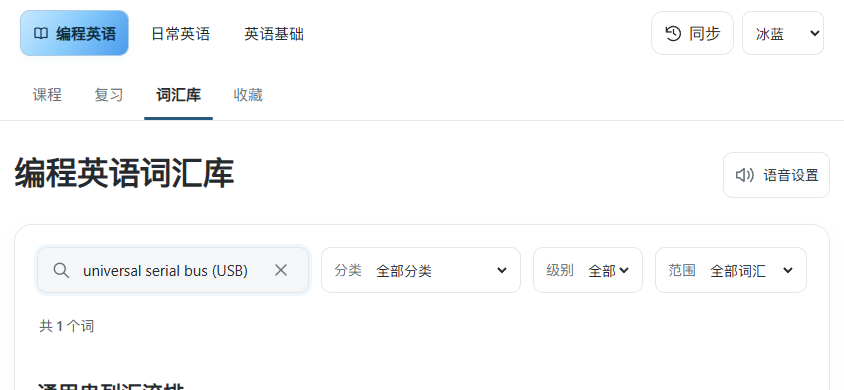 编程英语 日常英语 英语基础 同步 冰蓝
课程 复习 词汇库 收藏
编程英语词汇库
语音设置
universal serial bus (USB) 分类 全部分类 级别 全部 范围 全部词汇
共 1 个词